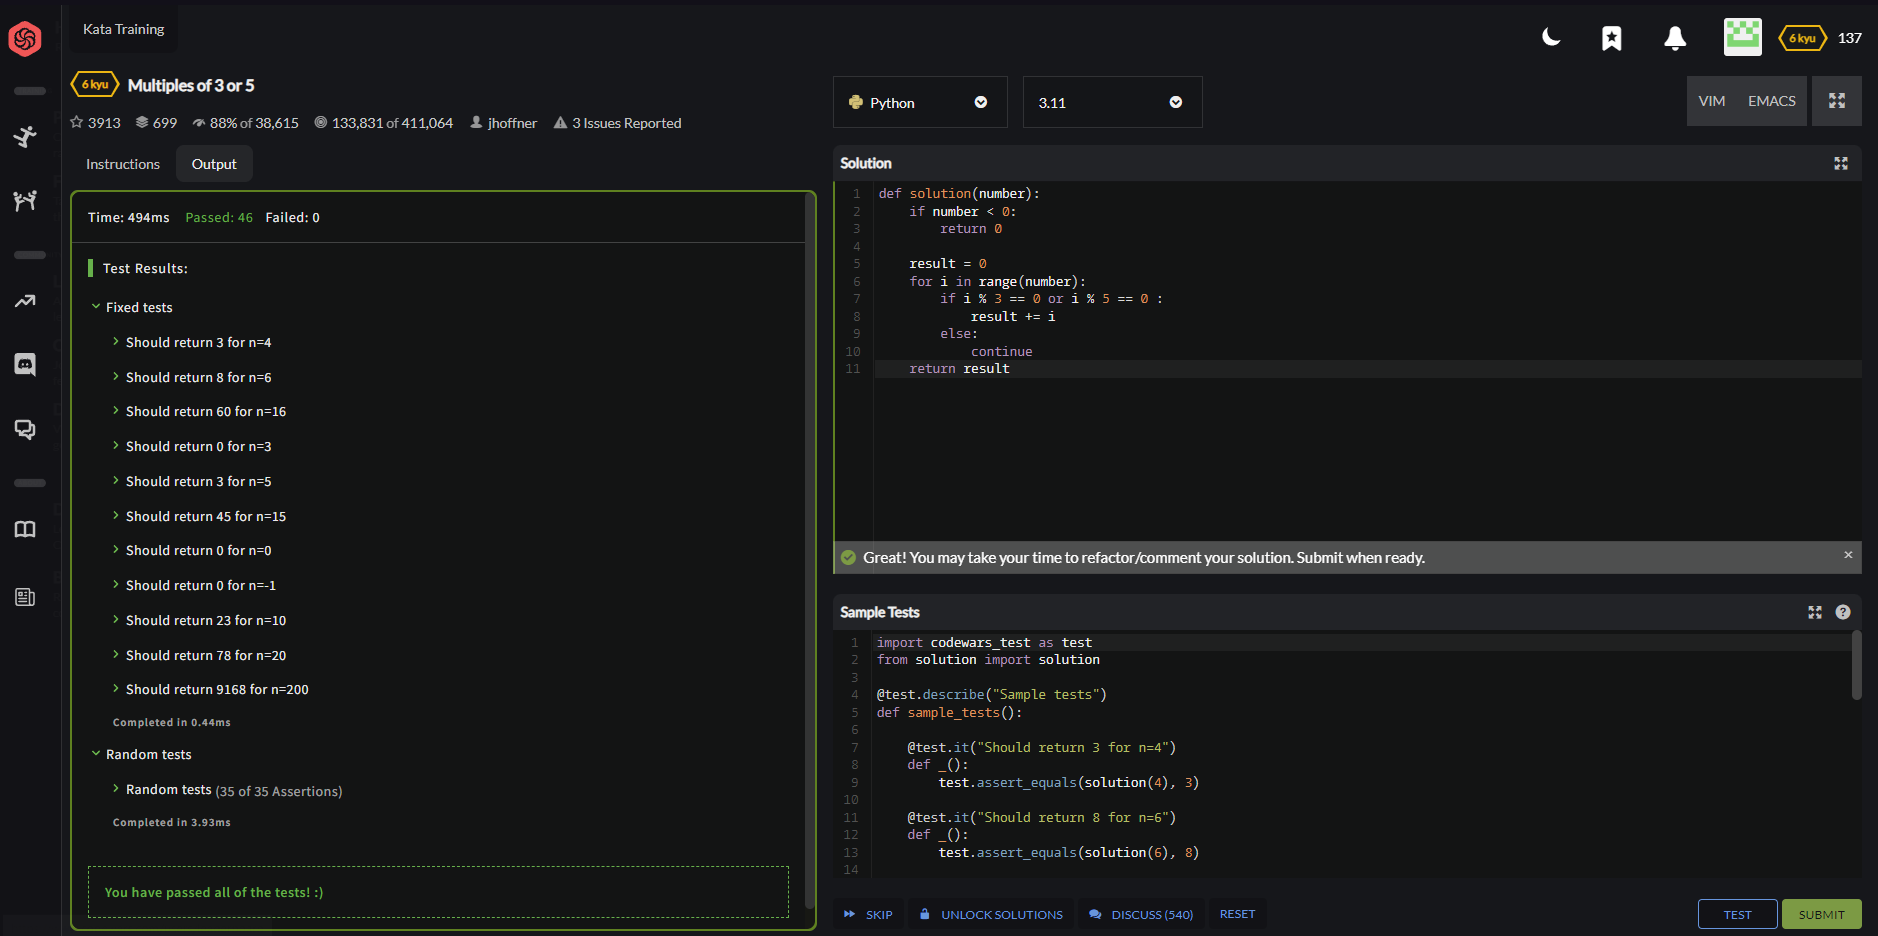 Kata Training
6 kyu 137
6 kyu Multiples of 3 or 5
3913 699 88% of 38,615 133,831 of 411,064 jhoffner 3 Issues Reported
Instructions Output
Time: 494ms Passed: 46 Failed: 0
Test Results:
Fixed tests
Should return 3 for n=4
Should return 8 for n=6
Should return 60 for n=16
Should return 0 for n=3
Should return 3 for n=5
Should return 45 for n=15
Should return 0 for n=0
Should return 0 for n=-1
Should return 23 for n=10
Should return 78 for n=20
Should return 9168 for n=200
Completed in 0.44ms
Random tests
Random tests (35 of 35 Assertions)
Completed in 3.93ms
You have passed all of the tests! :)
Python 3.11 VIM EMACS
Solution
1 def solution(number):
2     if number < 0:
3         return 0
4
5     result = 0
6     for i in range(number):
7         if i % 3 == 0 or i % 5 == 0 :
8             result += i
9         else:
10             continue
11     return result
Great! You may take your time to refactor/comment your solution. Submit when ready. ×
Sample Tests ?
1 import codewars_test as test
2 from solution import solution
3
4 @test.describe("Sample tests")
5 def sample_tests():
6
7     @test.it("Should return 3 for n=4")
8     def _():
9         test.assert_equals(solution(4), 3)
10
11     @test.it("Should return 8 for n=6")
12     def _():
13         test.assert_equals(solution(6), 8)
14
SKIP UNLOCK SOLUTIONS DISCUSS (540) RESET TEST SUBMIT